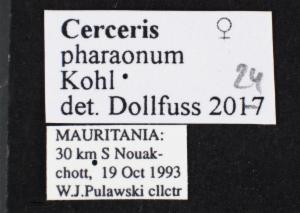 Cerceris ♀
pharaonum
Kohl
24
det. Dollfuss 2017
MAURITANIA:
30 km S Nouak-
chott, 19 Oct 1993
W.J.Pulawski cllctr